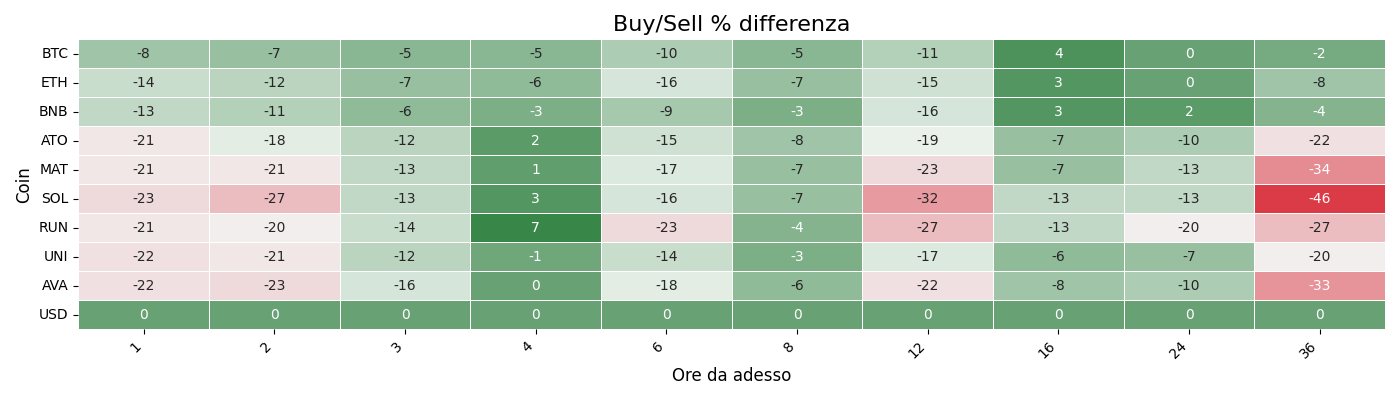 Buy/Sell % differenza
Coin
BTC -8 -7 -5 -5 -10 -5 -11 4 0 -2
ETH -14 -12 -7 -6 -16 -7 -15 3 0 -8
BNB -13 -11 -6 -3 -9 -3 -16 3 2 -4
ATO -21 -18 -12 2 -15 -8 -19 -7 -10 -22
MAT -21 -21 -13 1 -17 -7 -23 -7 -13 -34
SOL -23 -27 -13 3 -16 -7 -32 -13 -13 -46
RUN -21 -20 -14 7 -23 -4 -27 -13 -20 -27
UNI -22 -21 -12 -1 -14 -3 -17 -6 -7 -20
AVA -22 -23 -16 0 -18 -6 -22 -8 -10 -33
USD 0 0 0 0 0 0 0 0 0 0
1 2 3 4 6 8 12 16 24 36
Ore da adesso